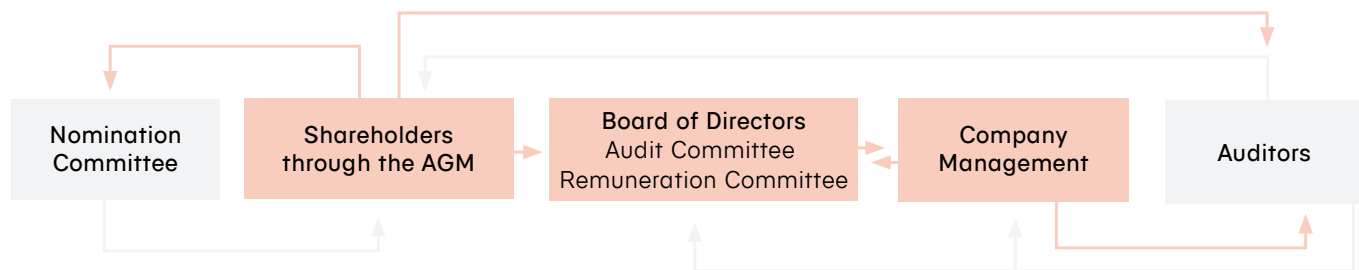 Nomination
Committee
Shareholders
through the AGM
Board of Directors
Audit Committee
Remuneration Committee
Company
Management
Auditors